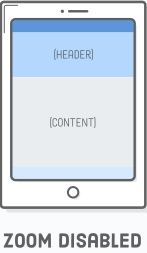 {HEADER}
{CONTENT}
ZOOM DISABLED